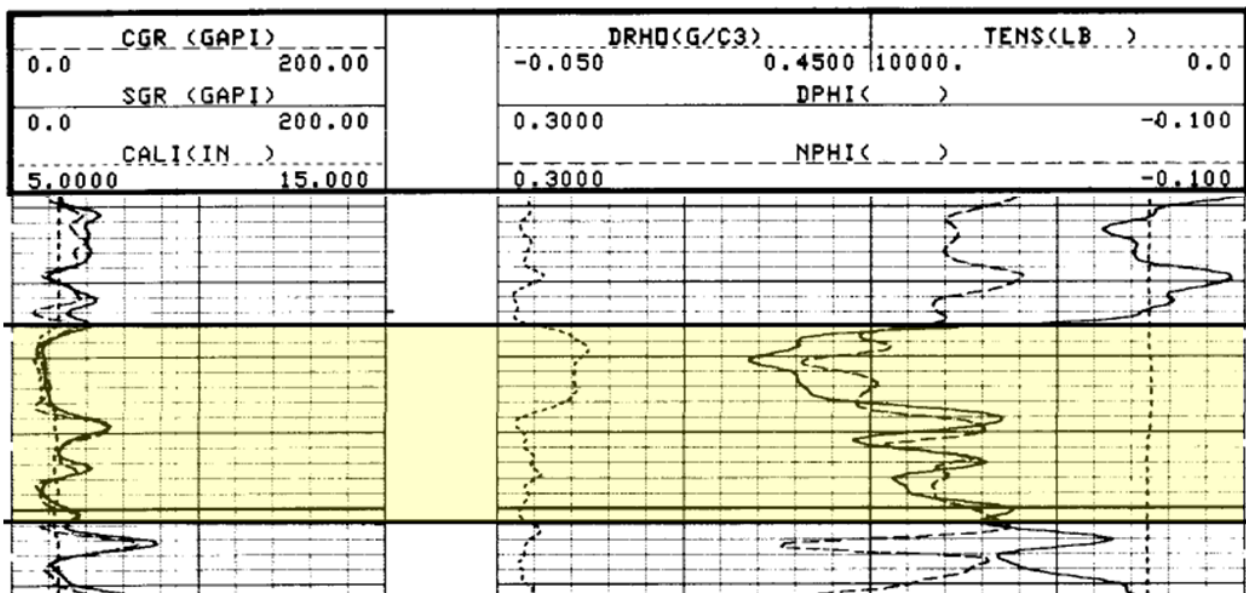 CGR (GAPI)
0.0 200.00
SGR (GAPI)
0.0 200.00
CALI(IN )
5.0000 15.000
DRHO(G/C3) TENS(LB )
-0.050 0.4500 10000. 0.0
DPHI( )
0.3000 -0.100
NPHI( )
0.3000 -0.100